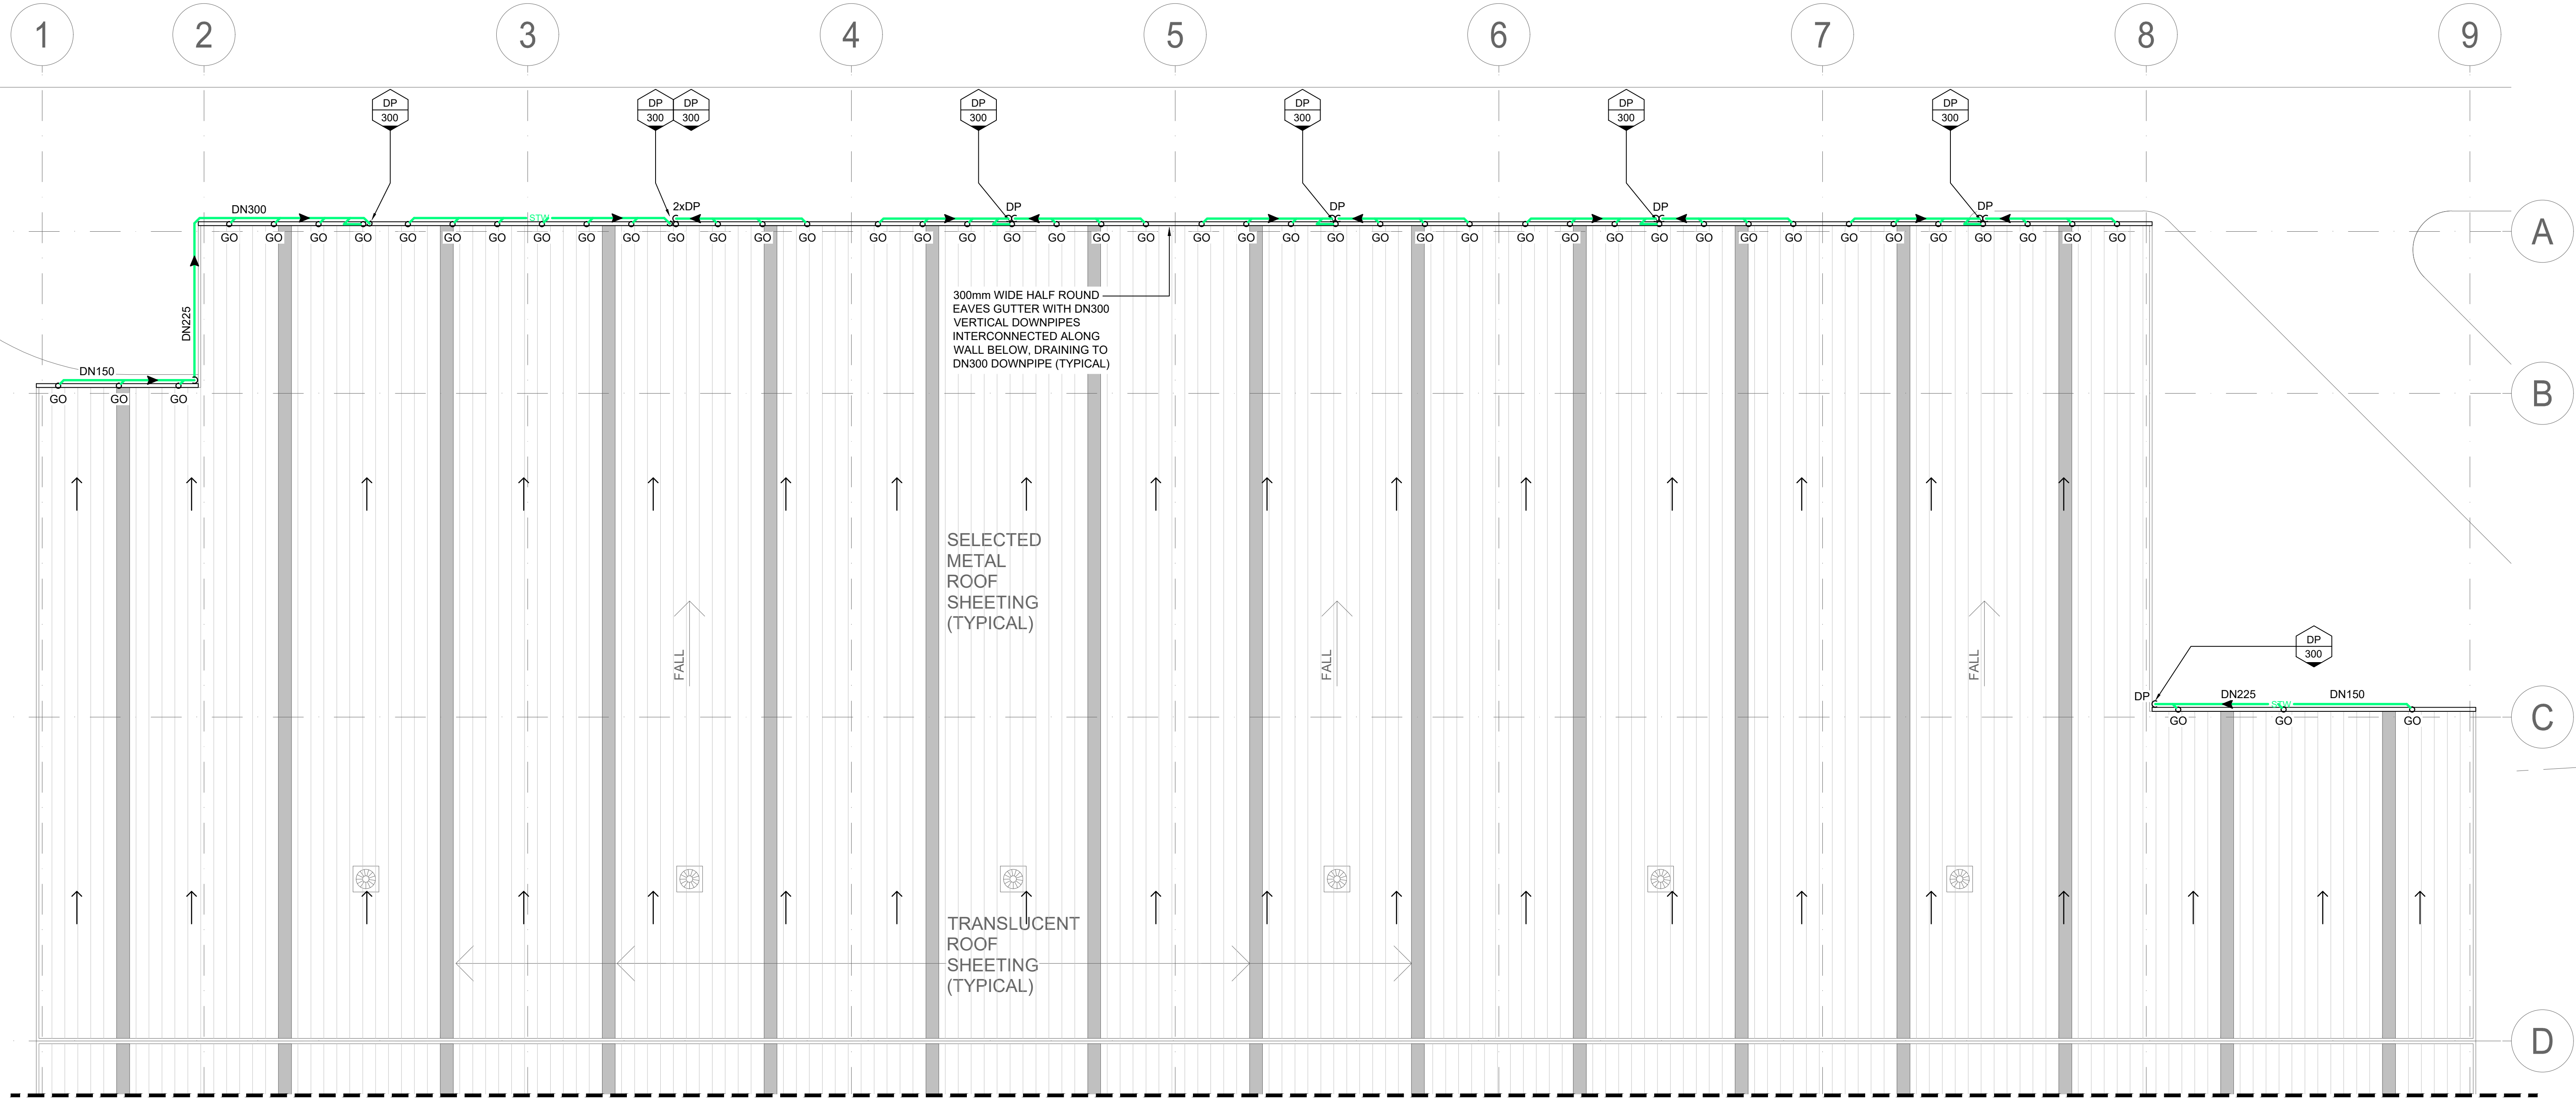 1 2 3 4 5 6 7 8 9
DP DP DP DP DP DP DP
300 300 300 300 300 300 300
DN300 2xDP DP DP DP DP
STW
GO GO GO GO GO GO GO GO GO GO GO GO GO GO GO GO GO GO GO GO GO GO GO GO GO GO GO GO GO GO GO GO GO GO GO GO GO GO GO GO GO GO
A
DN225
300mm WIDE HALF ROUND
EAVES GUTTER WITH DN300
VERTICAL DOWNPIPES
INTERCONNECTED ALONG
WALL BELOW, DRAINING TO
DN300 DOWNPIPE (TYPICAL)
DN150
GO GO GO
B
SELECTED
METAL
ROOF
SHEETING
(TYPICAL)
FALL FALL FALL
DP
300
DP DN225 DN150
STW
GO GO GO
C
TRANSLUCENT
ROOF
SHEETING
(TYPICAL)
D